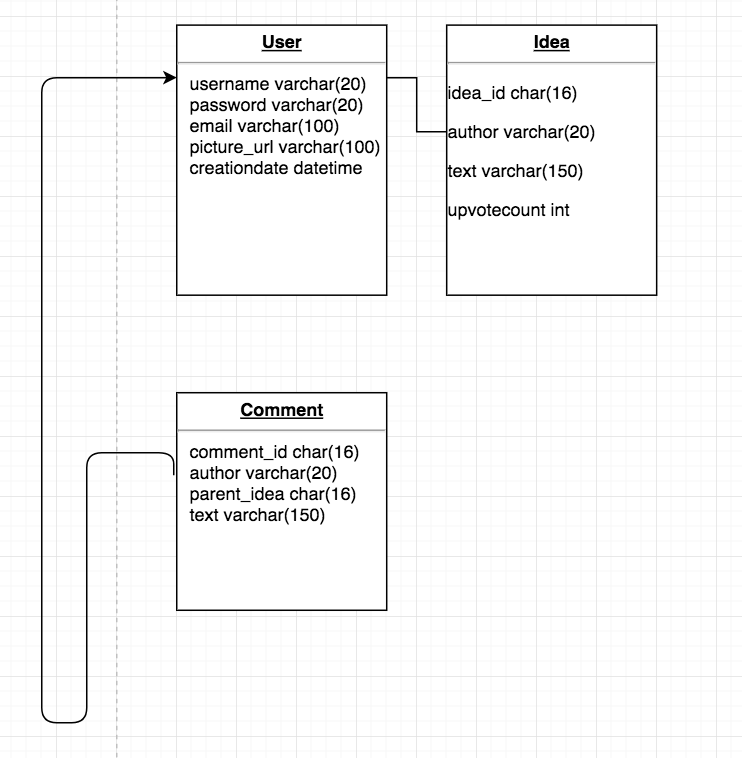 User
username varchar(20)
password varchar(20)
email varchar(100)
picture_url varchar(100)
creationdate datetime
Idea
idea_id char(16)
author varchar(20)
text varchar(150)
upvotecount int
Comment
comment_id char(16)
author varchar(20)
parent_idea char(16)
text varchar(150)